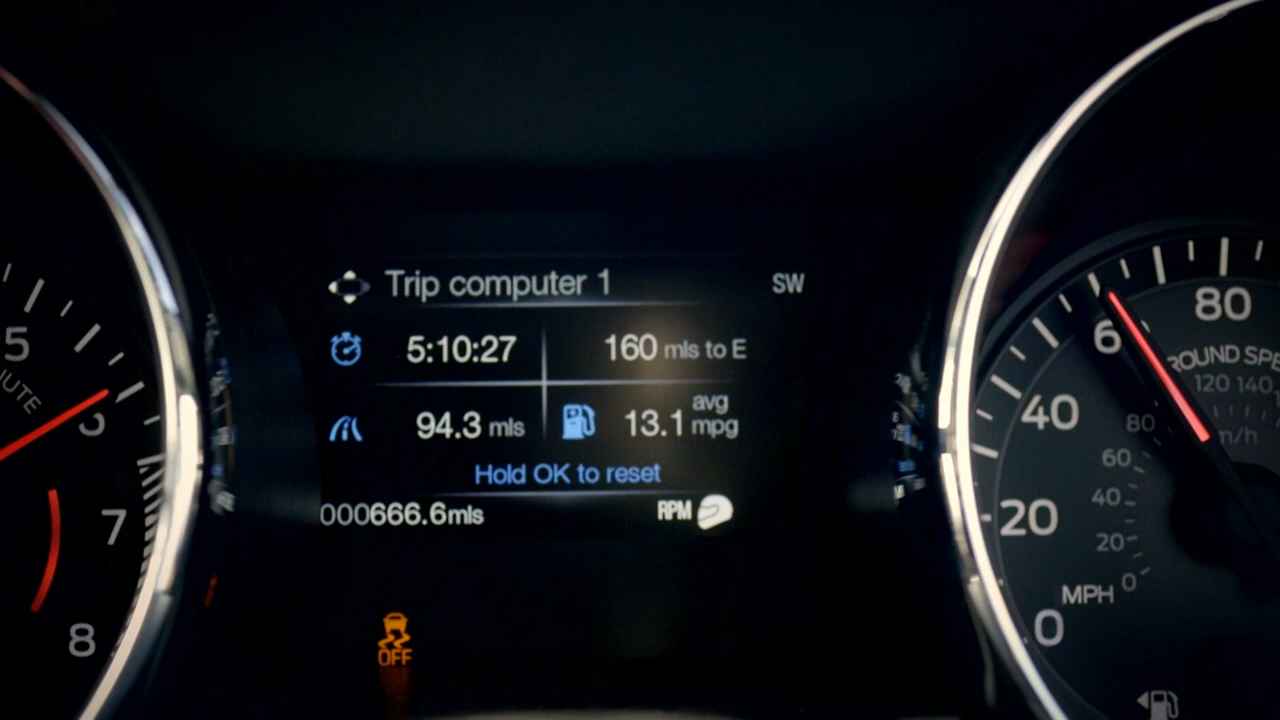 Trip computer 1 SW
5:10:27 160 mls to E
94.3 mls 13.1 avg mpg
Hold OK to reset
000666.6mls RPM
OFF
5
7
8
80
6
40
20
0
MPH
120 140
80
60
40
20
0